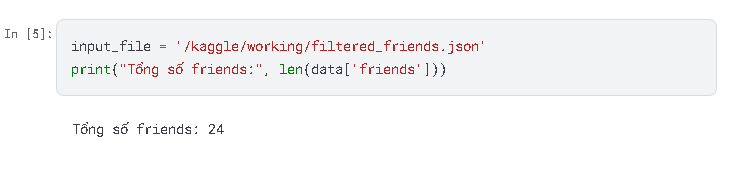 In [5]:
input_file = '/kaggle/working/filtered_friends.json'
print("Tổng số friends:", len(data['friends']))
Tổng số friends: 24